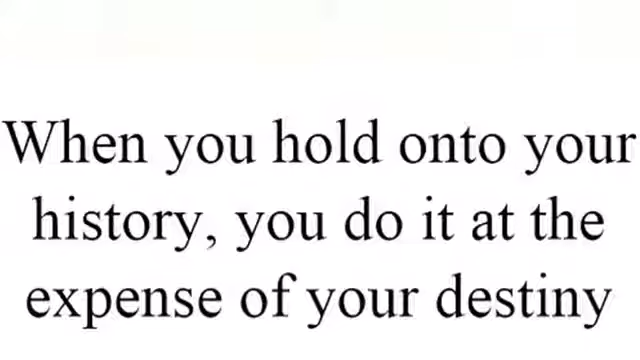 When you hold onto your
history, you do it at the
expense of your destiny